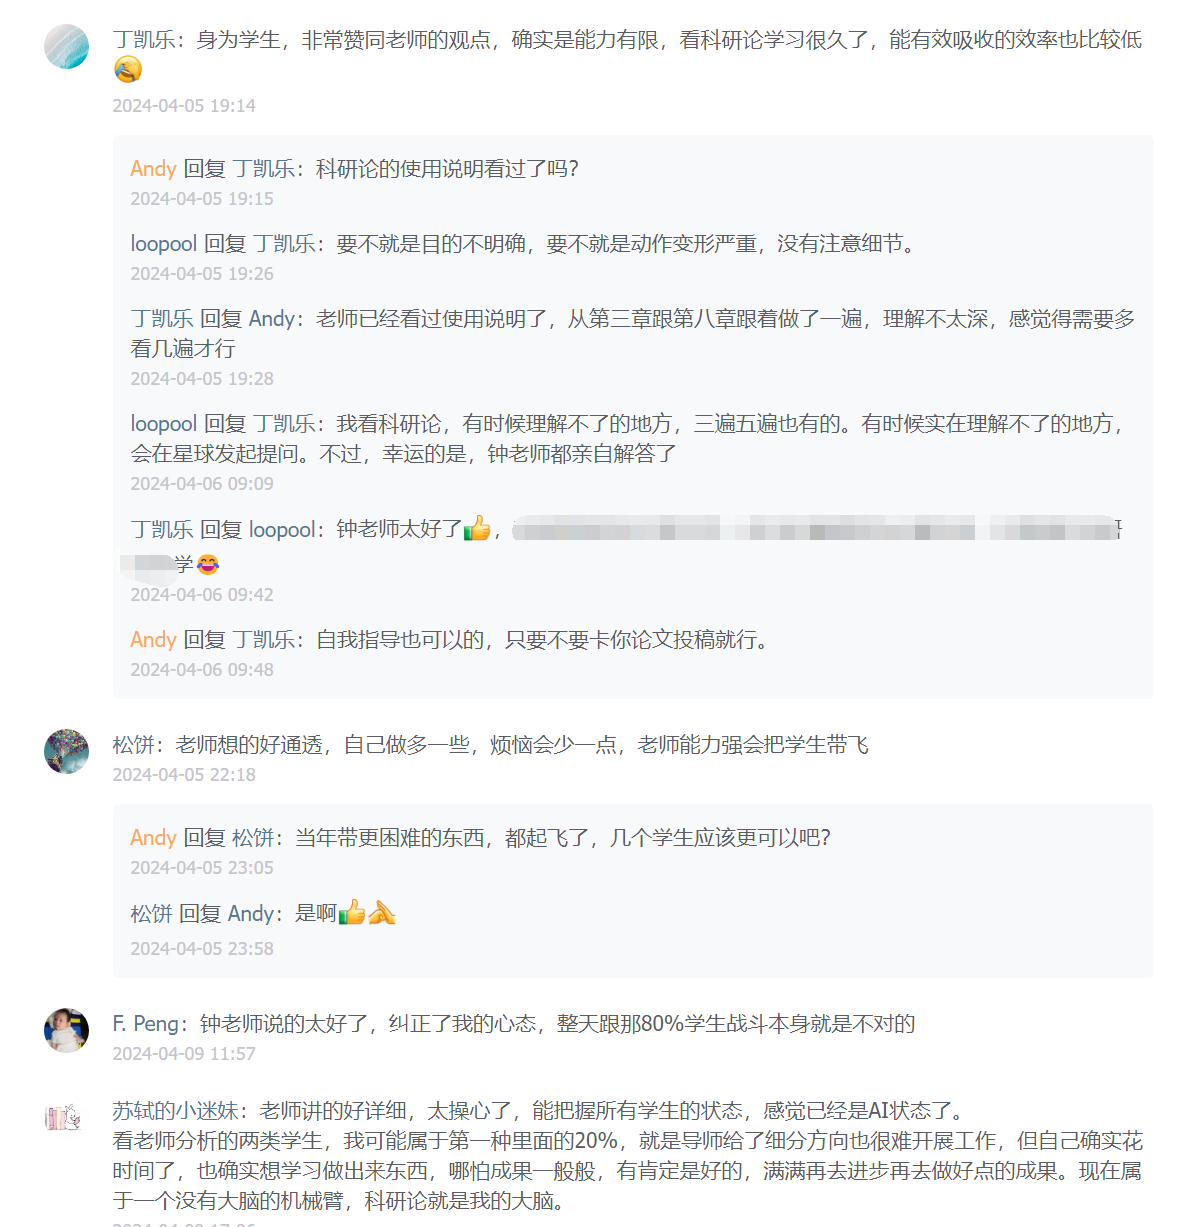 丁凯乐：身为学生，非常赞同老师的观点，确实是能力有限，看科研论学习很久了，能有效吸收的效率也比较低
2024-04-05 19:14
Andy 回复 丁凯乐：科研论的使用说明看过了吗？
2024-04-05 19:15
loopool 回复 丁凯乐：要不就是目的不明确，要不就是动作变形严重，没有注意细节。
2024-04-05 19:26
丁凯乐 回复 Andy：老师已经看过使用说明了，从第三章跟第八章跟着做了一遍，理解不太深，感觉得需要多
看几遍才行
2024-04-05 19:28
loopool 回复 丁凯乐：我看科研论，有时候理解不了的地方，三遍五遍也有的。有时候实在理解不了的地方，
会在星球发起提问。不过，幸运的是，钟老师都亲自解答了
2024-04-06 09:09
丁凯乐 回复 loopool：钟老师太好了👍，
学😂
2024-04-06 09:42
Andy 回复 丁凯乐：自我指导也可以的，只要不要卡你论文投稿就行。
2024-04-06 09:48
松饼：老师想的好通透，自己做多一些，烦恼会少一点，老师能力强会把学生带飞
2024-04-05 22:18
Andy 回复 松饼：当年带更困难的东西，都起飞了，几个学生应该更可以吧？
2024-04-05 23:05
松饼 回复 Andy：是啊👍
2024-04-05 23:58
F. Peng：钟老师说的太好了，纠正了我的心态，整天跟那80%学生战斗本身就是不对的
2024-04-09 11:57
苏轼的小迷妹：老师讲的好详细，太操心了，能把握所有学生的状态，感觉已经是AI状态了。
看老师分析的两类学生，我可能属于第一种里面的20%，就是导师给了细分方向也很难开展工作，但自己确实花
时间了，也确实想学习做出来东西，哪怕成果一般般，有肯定是好的，满满再去进步再去做好点的成果。现在属
于一个没有大脑的机械臂，科研论就是我的大脑。